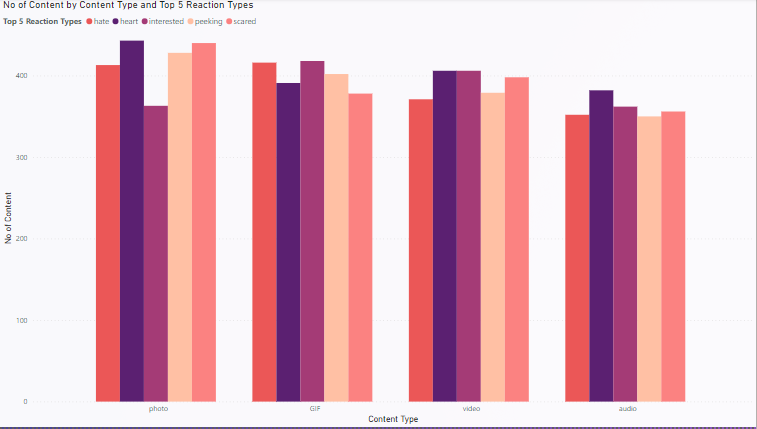 No of Content by Content Type and Top 5 Reaction Types
Top 5 Reaction Types hate heart interested peeking scared
400
300
200
100
0
No of Content
photo GIF video audio
Content Type